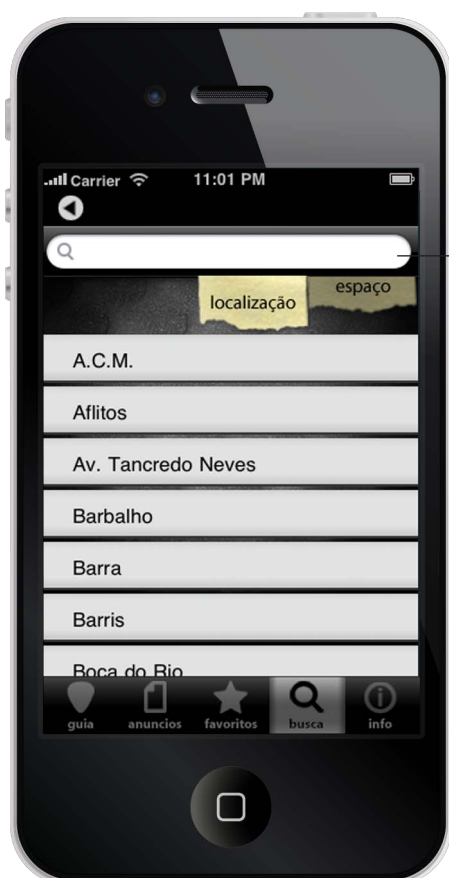 Carrier 11:01 PM
localização espaço
A.C.M.
Aflitos
Av. Tancredo Neves
Barbalho
Barra
Barris
Boca do Rio
guia anuncios favoritos busca info